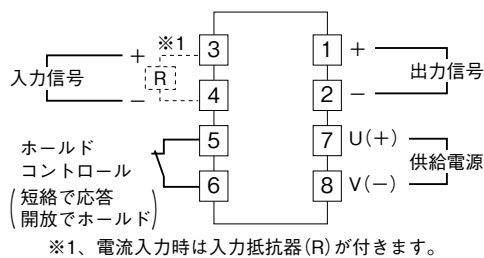 ※1
3
1
+
+
入力信号
R
出力信号
−
4
2
−
ホールド
コントロール
(短絡で応答
開放でホールド)
5
7
U(+)
供給電源
6
8
V(−)
※1、電流入力時は入力抵抗器(R)が付きます。